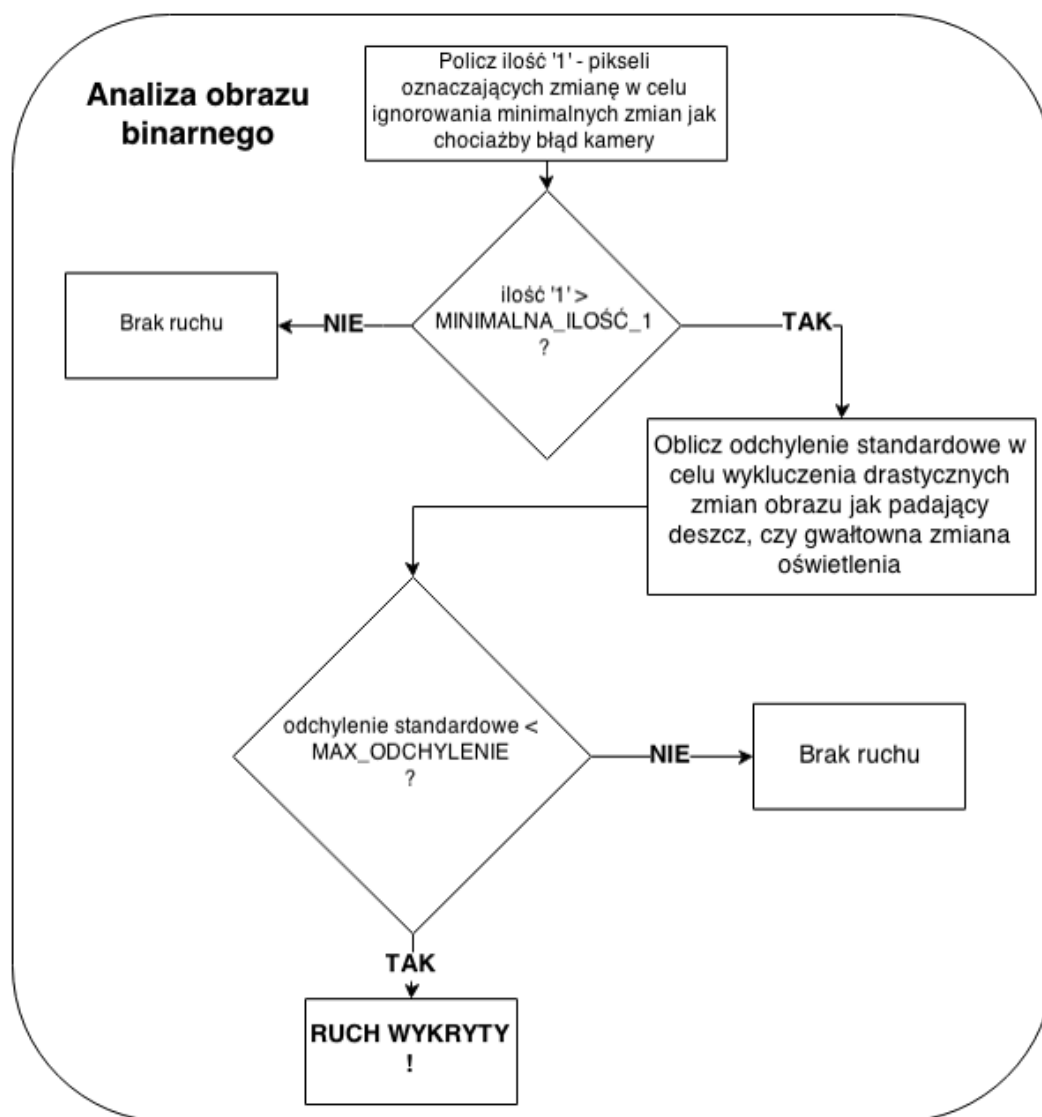 Analiza obrazu
binarnego
Policz ilość '1' - pikseli
oznaczających zmianę w celu
ignorowania minimalnych zmian jak
chociażby błąd kamery
ilość '1' >
MINIMALNA_ILOŚĆ_1
?
NIE
Brak ruchu
TAK
Oblicz odchylenie standardowe w
celu wykluczenia drastycznych
zmian obrazu jak padający
deszcz, czy gwałtowna zmiana
oświetlenia
odchylenie standardowe <
MAX_ODCHYLENIE
?
NIE
Brak ruchu
TAK
RUCH WYKRYTY
!